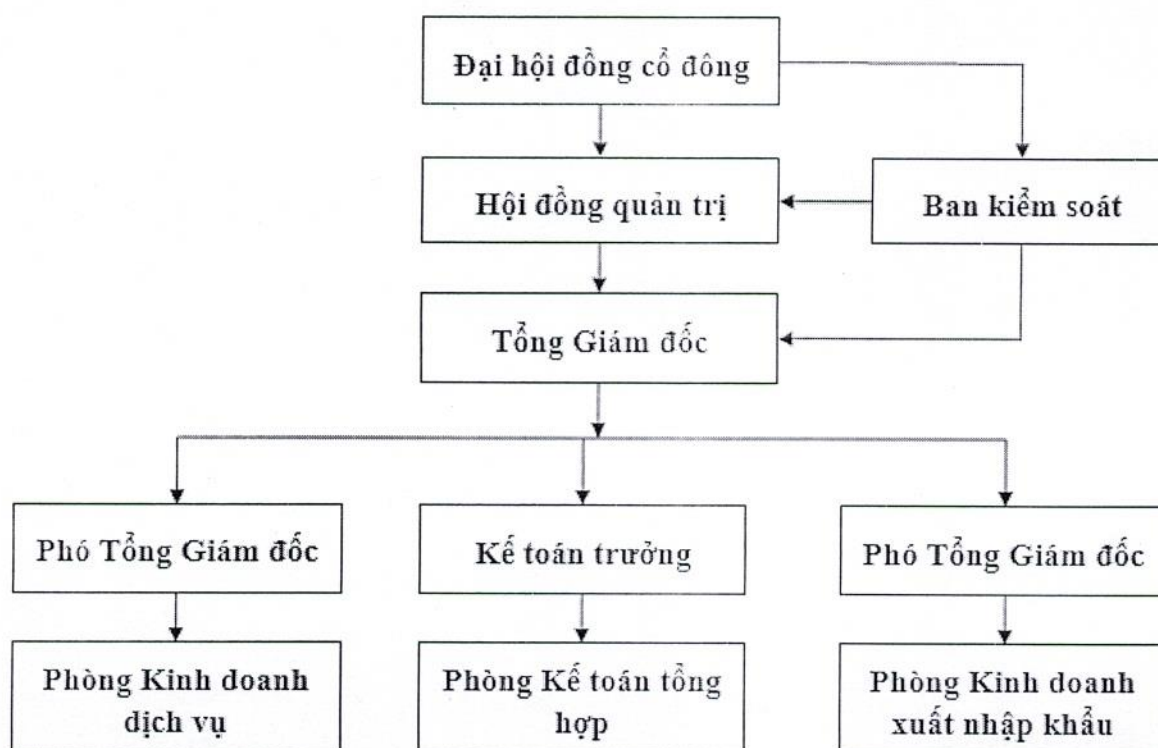 Đại hội đồng cổ đông
Hội đồng quản trị
Ban kiểm soát
Tổng Giám đốc
Phó Tổng Giám đốc
Kế toán trưởng
Phó Tổng Giám đốc
Phòng Kinh doanh
dịch vụ
Phòng Kế toán tổng
hợp
Phòng Kinh doanh
xuất nhập khẩu